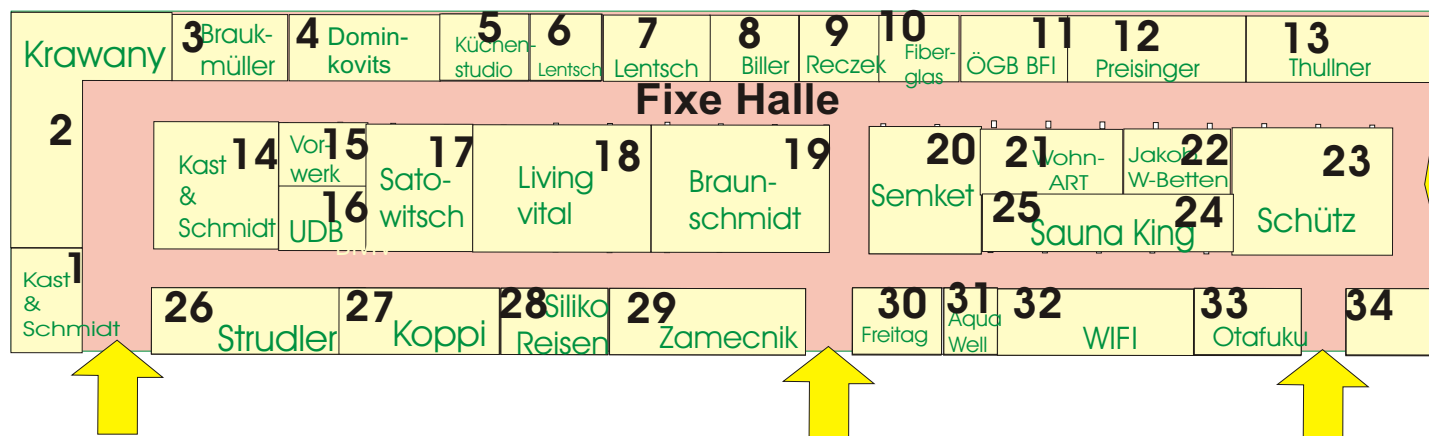 Krawany
2
3
Brauk-
müller
4
Domin-
kovits
5
Küchen-
studio
6
Lentsch
7
Lentsch
8
Biller
9
Reczek
10
Fiber-
glas
11
ÖGB BFI
12
Preisinger
13
Thullner
Fixe Halle
14
Kast
&
Schmidt
15
Vor-
werk
16
UDB
17
Sato-
witsch
18
Living
vital
19
Braun-
schmidt
20
Semket
21
Wohn-
ART
22
Jakob
W-Betten
23
Schütz
25
24
Sauna King
1
Kast
&
Schmidt
26
Strudler
27
Koppi
28
Siliko
Reisen
29
Zamecnik
30
Freitag
31
Aqua
Well
32
WIFI
33
Otafuku
34